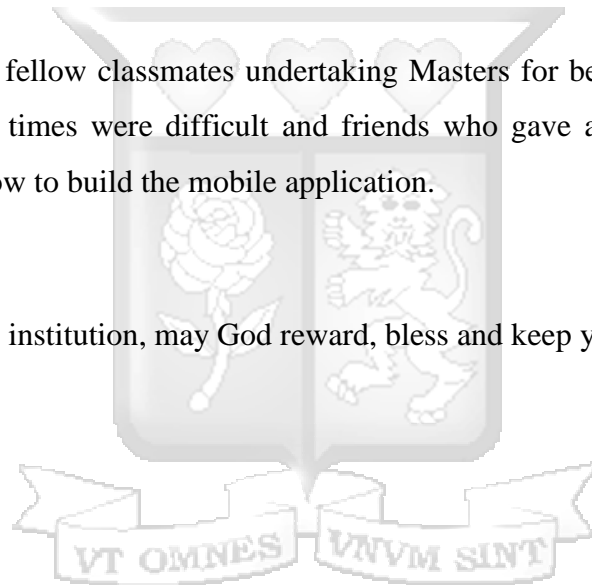 fellow classmates undertaking Masters for be
times were difficult and friends who gave a
ow to build the mobile application.
institution, may God reward, bless and keep y
VT OMNES VNVM SINT